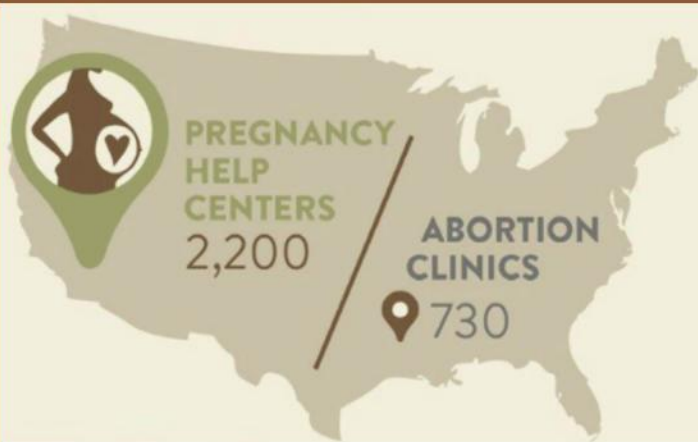 PREGNANCY
HELP
CENTERS
2,200
ABORTION
CLINICS
730